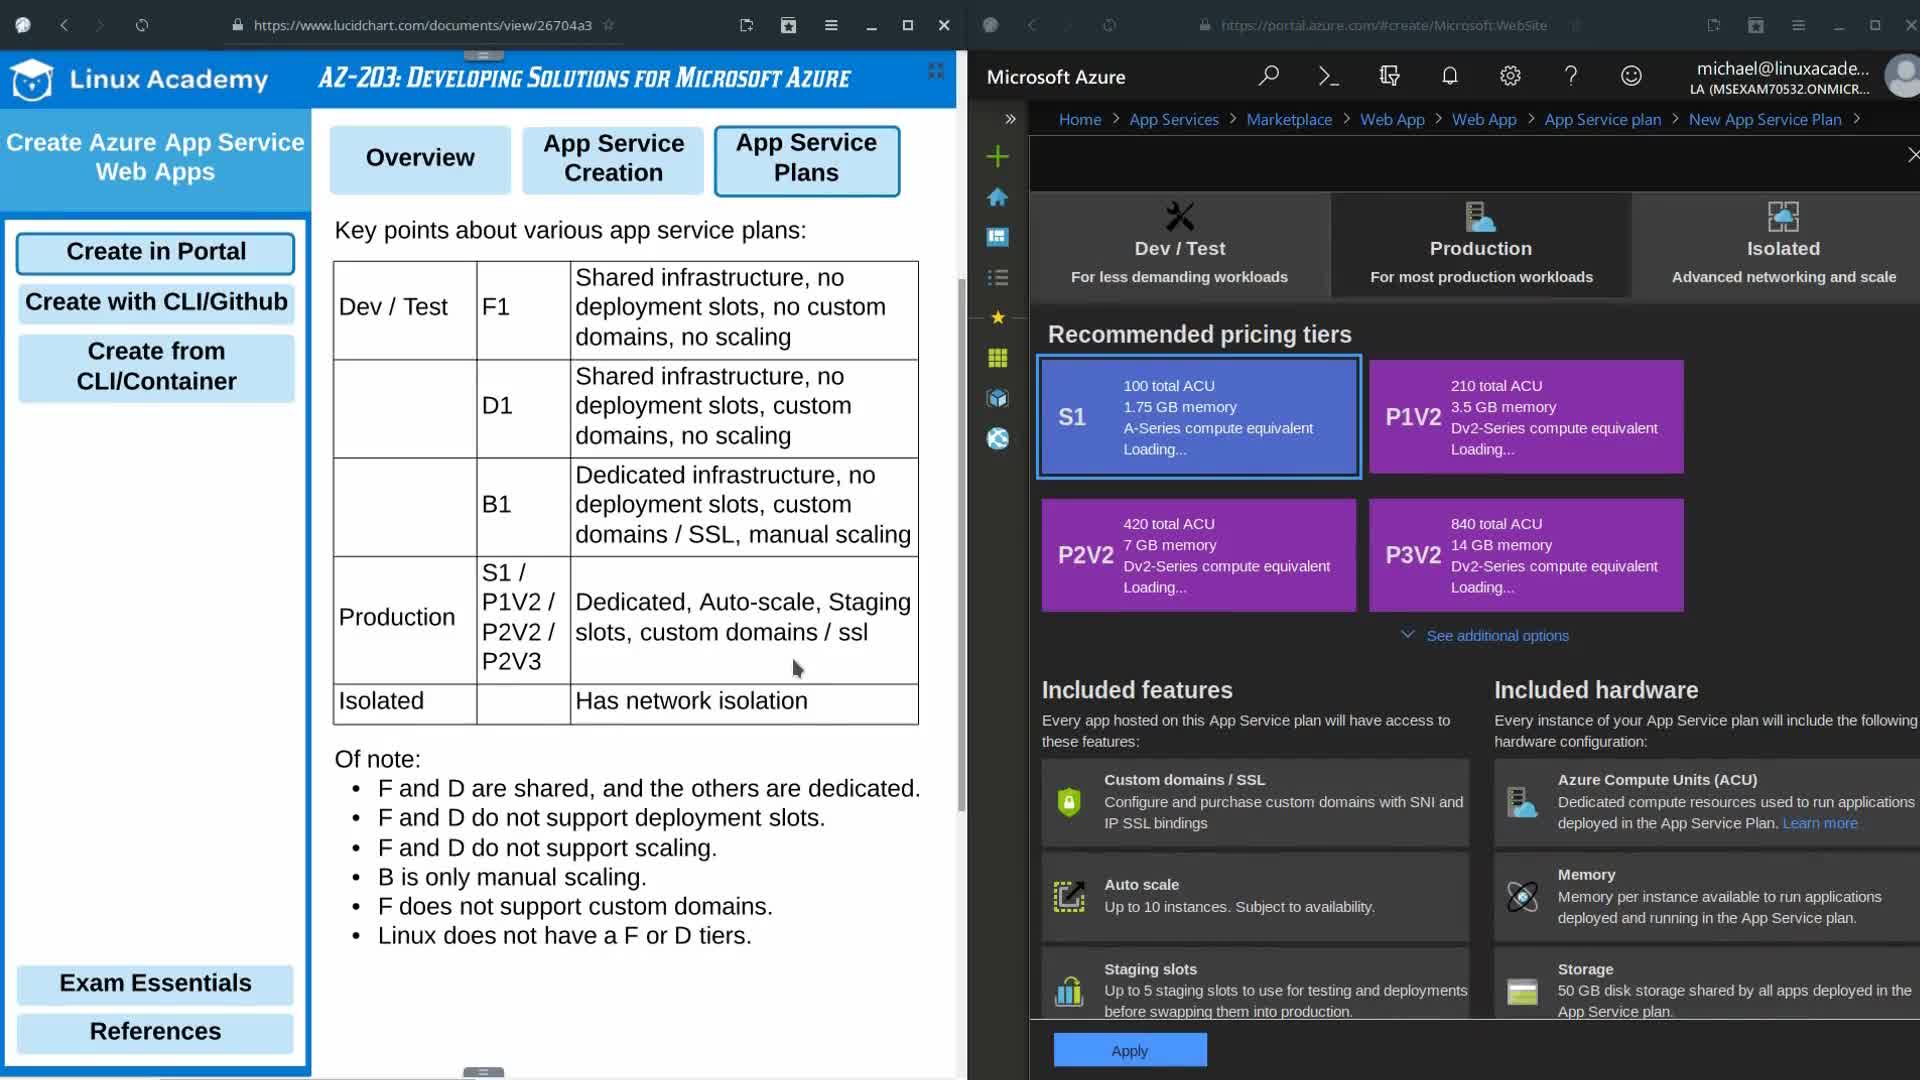 https://www.lucidchart.com/documents/view/26704a3
https://portal.azure.com/#create/Microsoft.WebSite
Linux Academy
AZ-203: Developing Solutions for Microsoft Azure
Create Azure App Service
Web Apps
Create in Portal
Create with CLI/Github
Create from
CLI/Container
Exam Essentials
References
Overview
App Service
Creation
App Service
Plans
Key points about various app service plans:
Dev / Test
F1
Shared infrastructure, no
deployment slots, no custom
domains, no scaling
D1
Shared infrastructure, no
deployment slots, custom
domains, no scaling
B1
Dedicated infrastructure, no
deployment slots, custom
domains / SSL, manual scaling
Production
S1 /
P1V2 /
P2V2 /
P2V3
Dedicated, Auto-scale, Staging
slots, custom domains / ssl
Isolated
Has network isolation
Of note:
• F and D are shared, and the others are dedicated.
• F and D do not support deployment slots.
• F and D do not support scaling.
• B is only manual scaling.
• F does not support custom domains.
• Linux does not have a F or D tiers.
Microsoft Azure
michael@linuxacade...
LA (MSEXAM70532.ONMICR...
Home > App Services > Marketplace > Web App > Web App > App Service plan > New App Service Plan >
Dev / Test
For less demanding workloads
Production
For most production workloads
Isolated
Advanced networking and scale
Recommended pricing tiers
S1
100 total ACU
1.75 GB memory
A-Series compute equivalent
Loading...
P1V2
210 total ACU
3.5 GB memory
Dv2-Series compute equivalent
Loading...
P2V2
420 total ACU
7 GB memory
Dv2-Series compute equivalent
Loading...
P3V2
840 total ACU
14 GB memory
Dv2-Series compute equivalent
Loading...
See additional options
Included features
Every app hosted on this App Service plan will have access to
these features:
Custom domains / SSL
Configure and purchase custom domains with SNI and
IP SSL bindings
Auto scale
Up to 10 instances. Subject to availability.
Staging slots
Up to 5 staging slots to use for testing and deployments
before swapping them into production.
Included hardware
Every instance of your App Service plan will include the following
hardware configuration:
Azure Compute Units (ACU)
Dedicated compute resources used to run applications
deployed in the App Service Plan. Learn more
Memory
Memory per instance available to run applications
deployed and running in the App Service plan.
Storage
50 GB disk storage shared by all apps deployed in the
App Service plan.
Apply